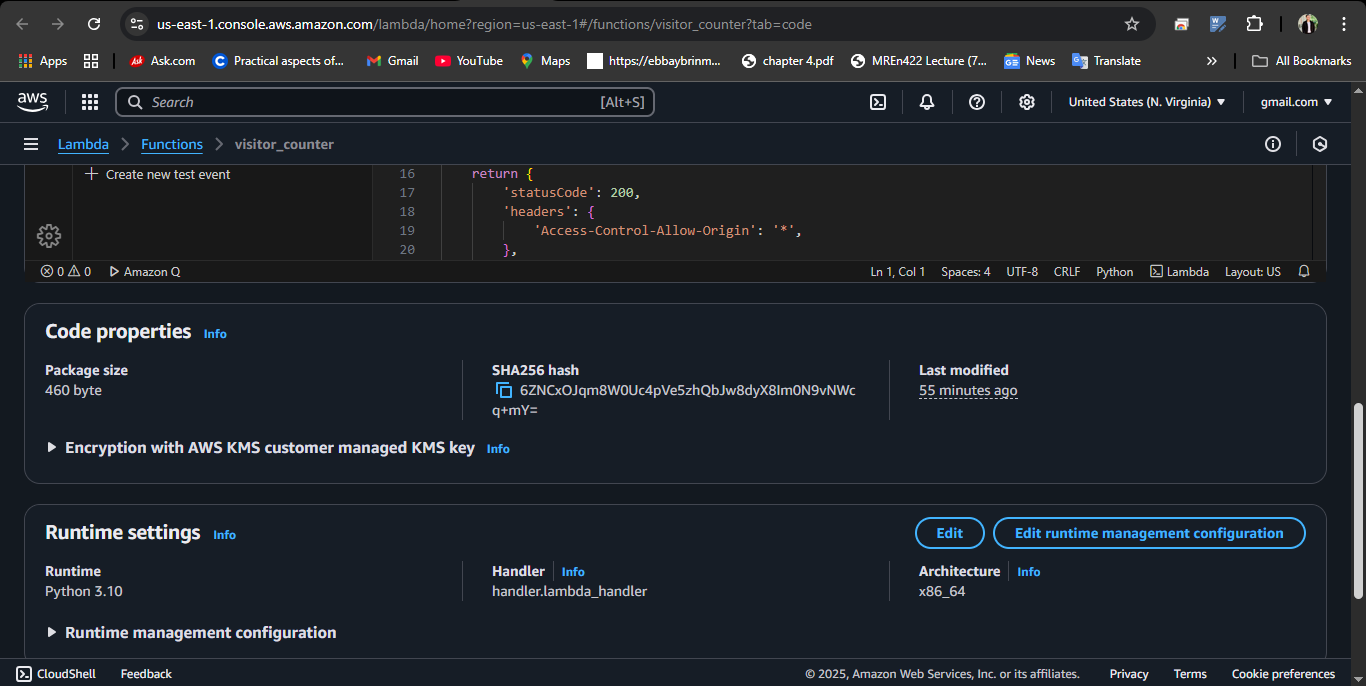 us-east-1.console.aws.amazon.com/lambda/home?region=us-east-1#/functions/visitor_counter?tab=code
Apps Ask.com Practical aspects of... Gmail YouTube Maps https://ebbaybrinm... chapter 4.pdf MREn422 Lecture (7... News Translate » All Bookmarks
aws Search [Alt+S] United States (N. Virginia) ▼ gmail.com ▼
Lambda > Functions > visitor_counter
+ Create new test event
16 return {
17 'statusCode': 200,
18 'headers': {
19 'Access-Control-Allow-Origin': '*',
20 },
0 0 Amazon Q Ln 1, Col 1 Spaces: 4 UTF-8 CRLF Python Lambda Layout: US
Code properties Info
Package size
460 byte
SHA256 hash
6ZNCxOJqm8W0Uc4pVe5zhQbJw8dyX8Im0N9vNWc
q+mY=
Last modified
55 minutes ago
Encryption with AWS KMS customer managed KMS key Info
Runtime settings Info Edit Edit runtime management configuration
Runtime
Python 3.10
Handler Info
handler.lambda_handler
Architecture Info
x86_64
Runtime management configuration
CloudShell Feedback © 2025, Amazon Web Services, Inc. or its affiliates. Privacy Terms Cookie preferences